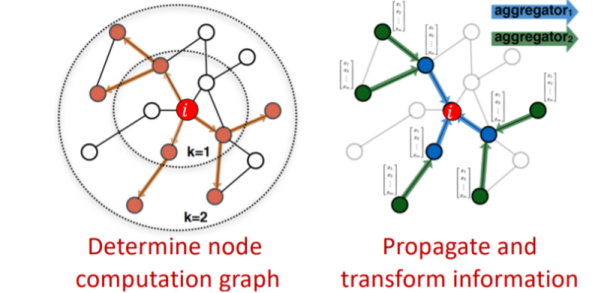 aggregator₁
aggregator₂
i
k=1
k=2
i
Determine node
computation graph
Propagate and
transform information